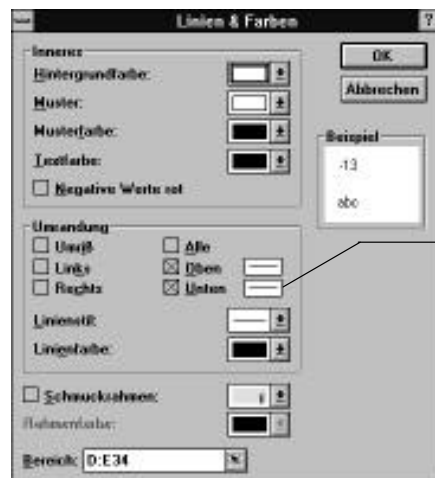 Linien & Farben
?
Inneres
Hintergrundfarbe:
Muster:
Musterfarbe:
Textfarbe:
Negative Werte rot
OK
Abbrechen
Beispiel
-13
abc
Umrandung
Umriß Alle
Links Oben
Rechts Unten
Linienstil:
Linienfarbe:
Schmuckrahmen:
Rahmenfarbe:
Bereich: D:E34